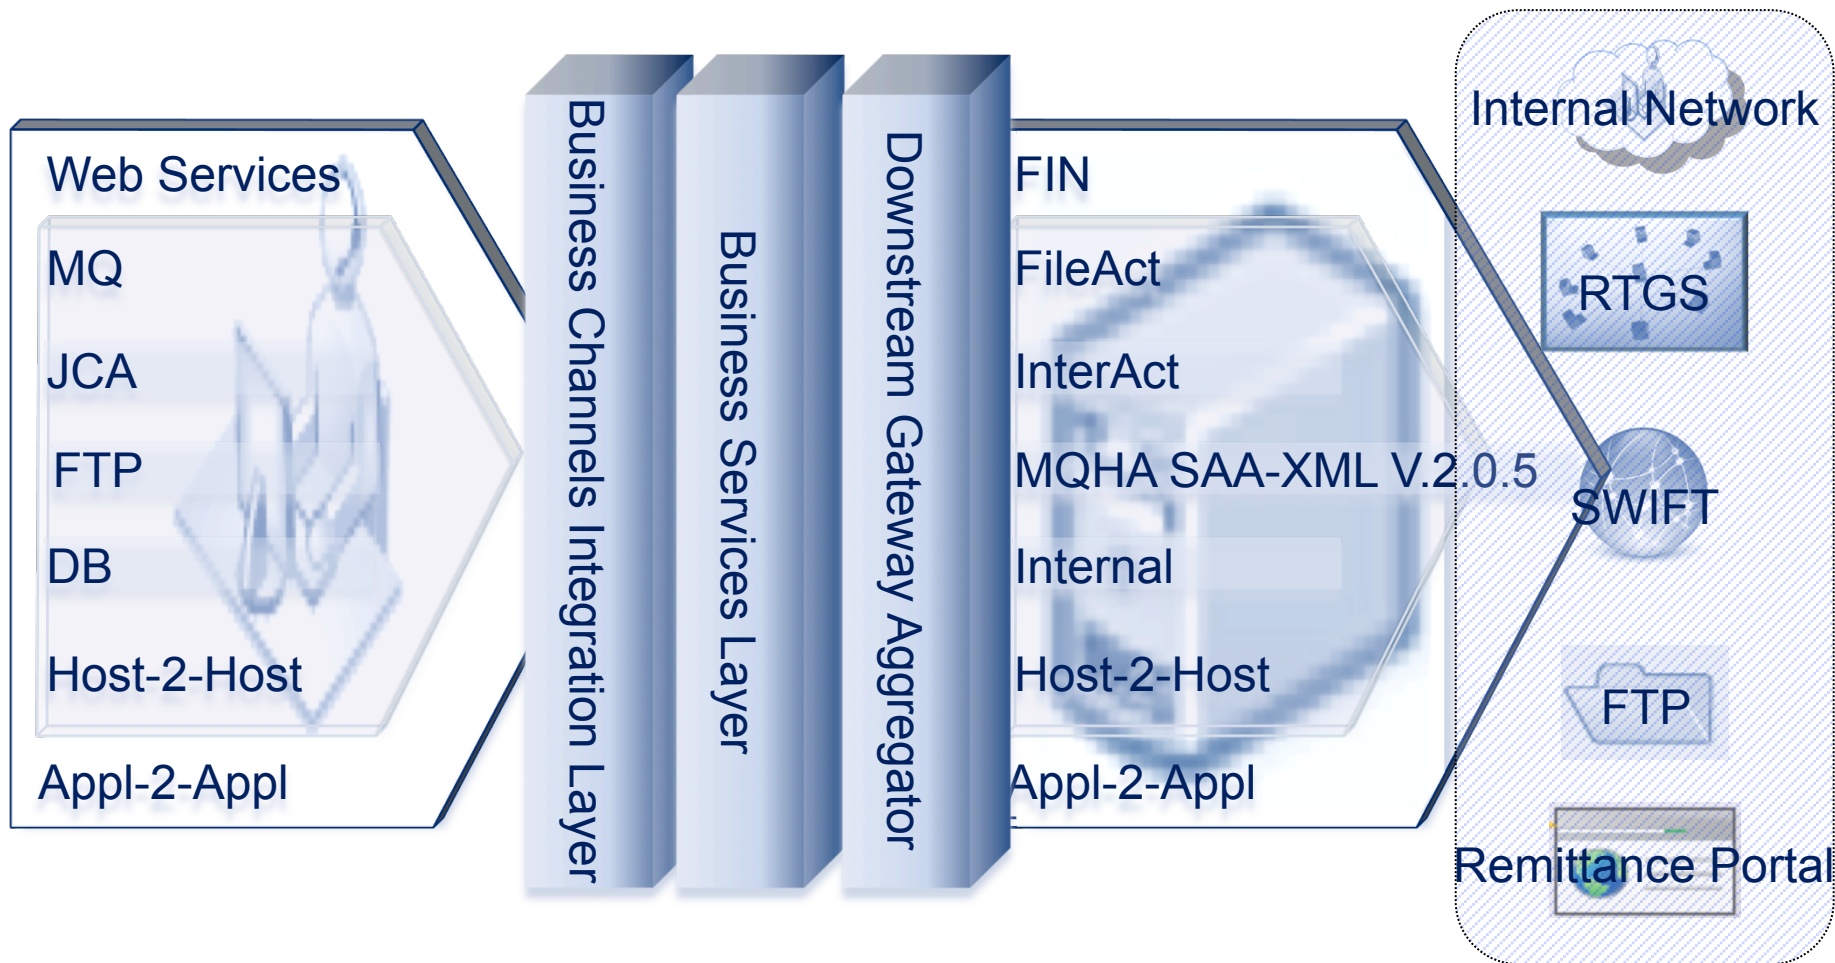 Web Services
MQ
JCA
FTP
DB
Host-2-Host
Appl-2-Appl
Business Channels Integration Layer
Business Services Layer
Downstream Gateway Aggregator
FIN
FileAct
InterAct
MQHA SAA-XML V.2.0.5
Internal
Host-2-Host
Appl-2-Appl
Internal Network
RTGS
SWIFT
FTP
Remittance Portal